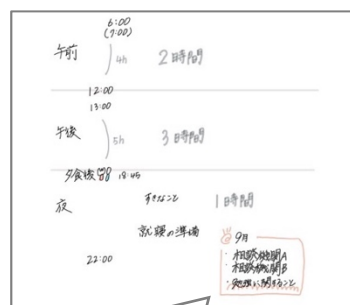 6:00
(7:00)
午前 4h 2時間
12:00
13:00
午後 5h 3時間
夕食後 18:45
夜 すきなこと 1時間
就寝の準備
22:00
9月
・相談機関A
・相談機関B
・勉強に関すること